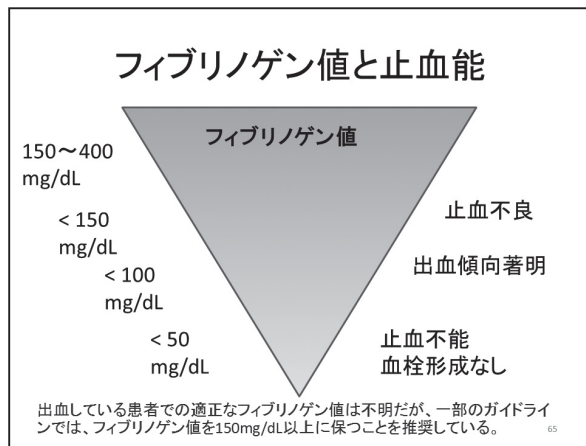 フィブリノゲン値と止血能
フィブリノゲン値
150〜400
mg/dL
< 150
mg/dL
止血不良
< 100
mg/dL
出血傾向著明
< 50
mg/dL
止血不能
血栓形成なし
出血している患者での適正なフィブリノゲン値は不明だが、一部のガイドライ
ンでは、フィブリノゲン値を150mg/dL以上に保つことを推奨している。
65